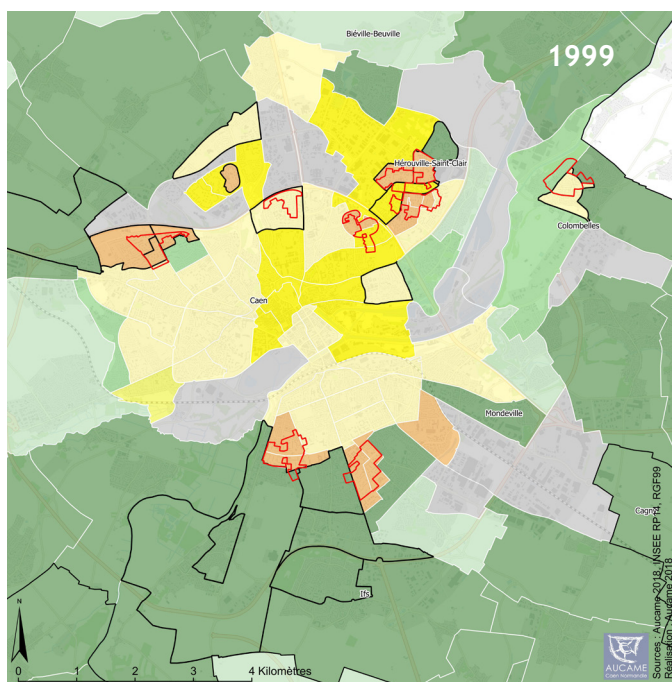 Biéville-Beuville
1999
Hérouville-Saint-Clair
Colombelles
Caen
Mondeville
Cagny
Ifs
N
0 1 2 3 4 Kilomètres
AUCAME
Caen Normandie
Sources : Aucame 2018, INSEE RP14, RGF99
Réalisation : Aucame 2018